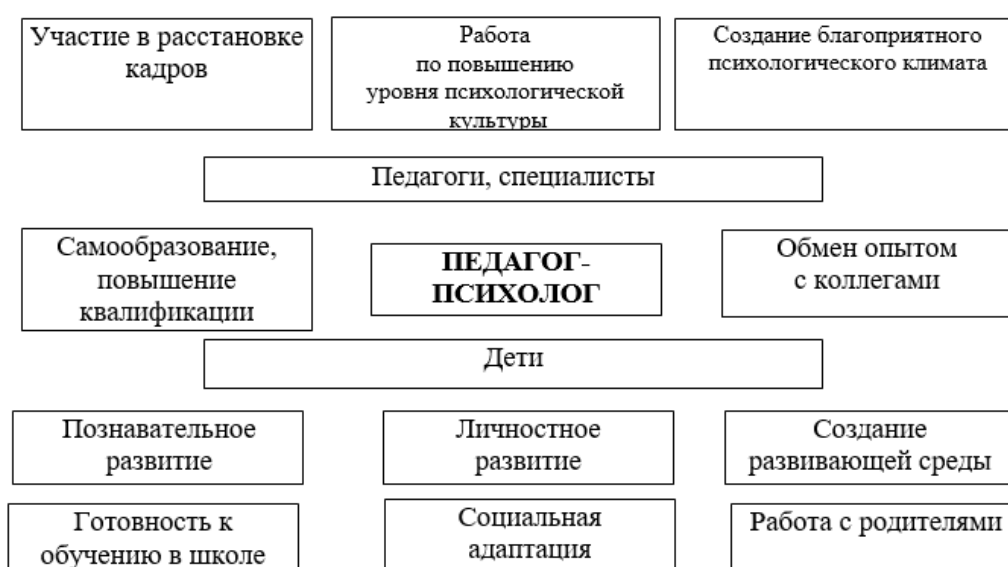 Участие в расстановке
кадров
Работа
по повышению
уровня психологической
культуры
Создание благоприятного
психологического климата
Педагоги, специалисты
Самообразование,
повышение
квалификации
ПЕДАГОГ-
ПСИХОЛОГ
Обмен опытом
с коллегами
Дети
Познавательное
развитие
Личностное
развитие
Создание
развивающей среды
Готовность к
обучению в школе
Социальная
адаптация
Работа с родителями